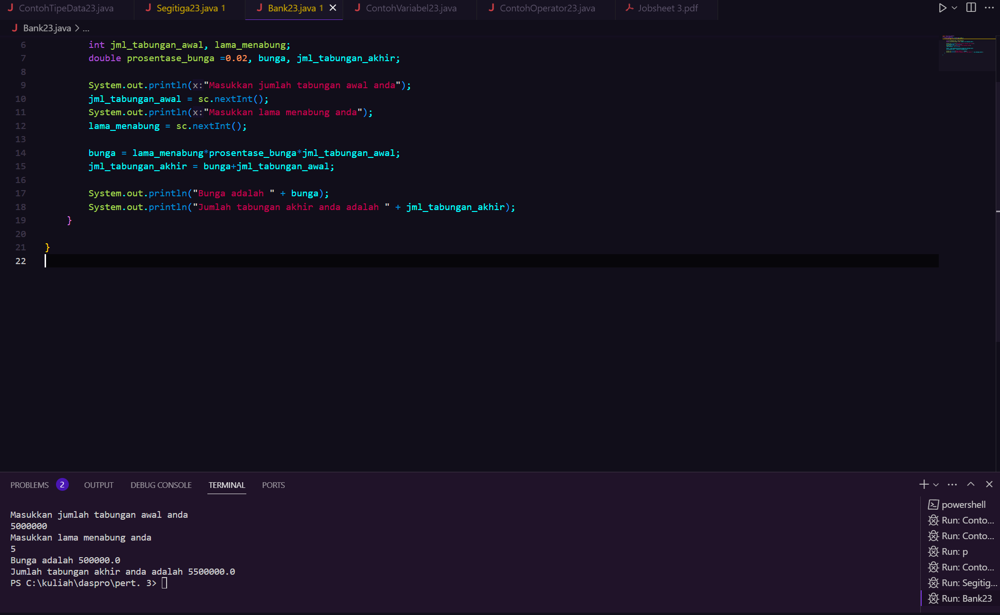 ContohTipeData23.java
Segitiga23.java 1
Bank23.java 1
ContohVariabel23.java
ContohOperator23.java
Jobsheet 3.pdf
Bank23.java > ...
6 int jml_tabungan_awal, lama_menabung;
7 double prosentase_bunga =0.02, bunga, jml_tabungan_akhir;
8
9 System.out.println(x:"Masukkan jumlah tabungan awal anda");
10 jml_tabungan_awal = sc.nextInt();
11 System.out.println(x:"Masukkan lama menabung anda");
12 lama_menabung = sc.nextInt();
13
14 bunga = lama_menabung*prosentase_bunga*jml_tabungan_awal;
15 jml_tabungan_akhir = bunga+jml_tabungan_awal;
16
17 System.out.println("Bunga adalah " + bunga);
18 System.out.println("Jumlah tabungan akhir anda adalah " + jml_tabungan_akhir);
19 }
20
21 }
22
PROBLEMS 2 OUTPUT DEBUG CONSOLE TERMINAL PORTS
Masukkan jumlah tabungan awal anda
5000000
Masukkan lama menabung anda
5
Bunga adalah 500000.0
Jumlah tabungan akhir anda adalah 5500000.0
PS C:\kuliah\daspro\pert. 3>
powershell
Run: Conto...
Run: Conto...
Run: p
Run: Conto...
Run: Segitig...
Run: Bank23